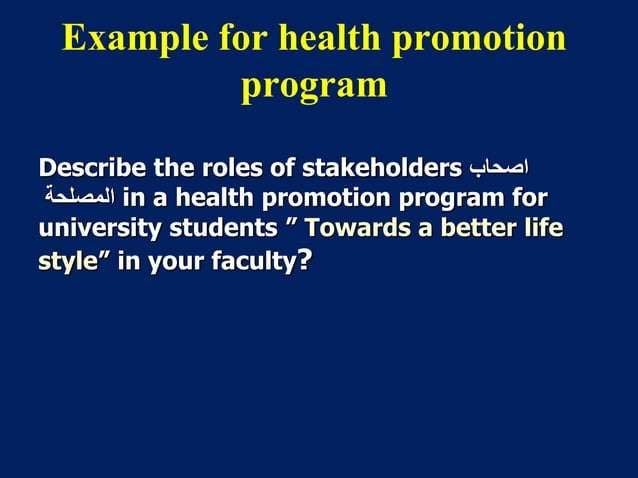 Example for health promotion
program
Describe the roles of stakeholders اصحاب
المصلحة in a health promotion program for
university students ” Towards a better life
style” in your faculty?